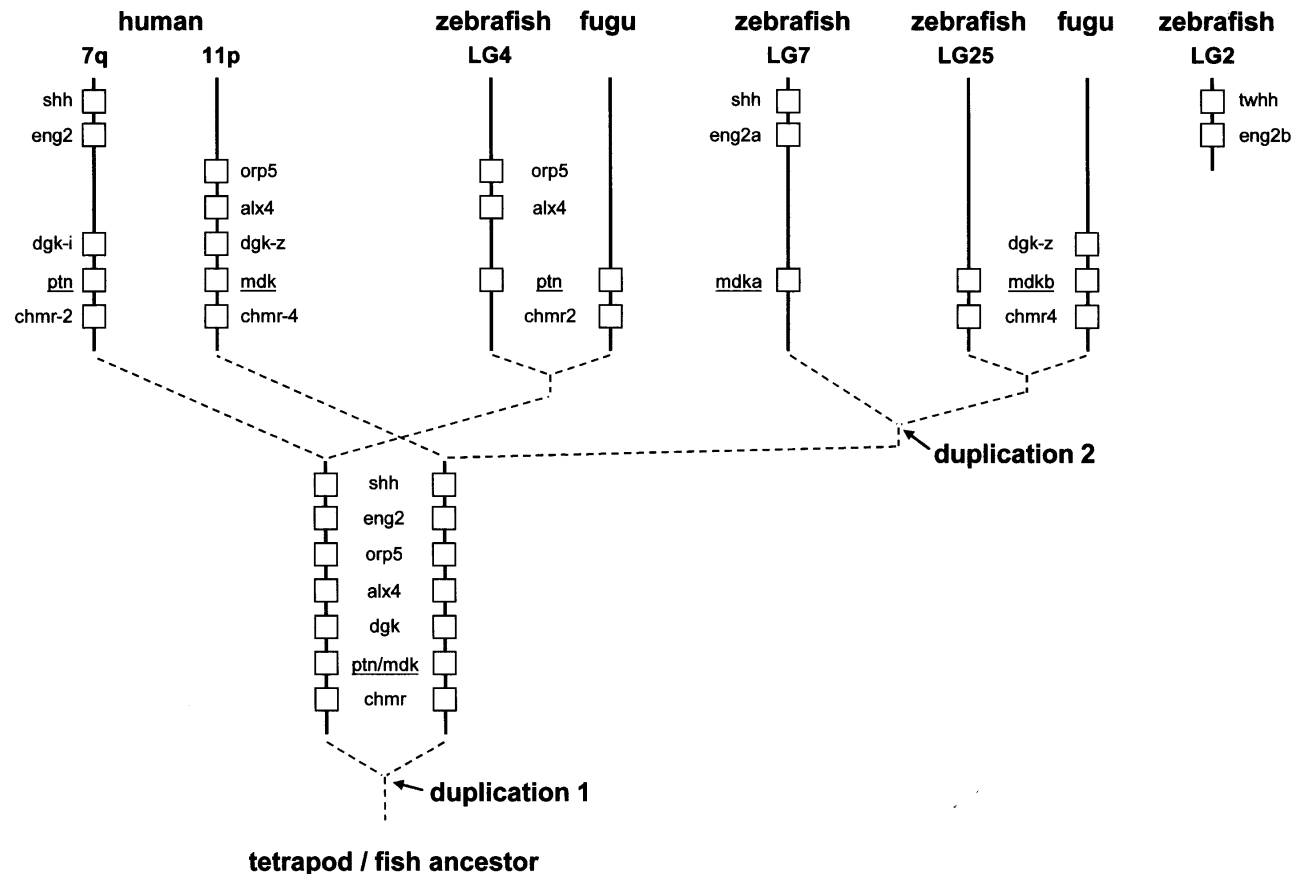 human zebrafish fugu zebrafish zebrafish fugu zebrafish
7q 11p LG4 LG7 LG25 LG2
shh shh twhh
eng2 eng2a eng2b
orp5 orp5
alx4 alx4
dgk-i dgk-z dgk-z
ptn mdk ptn mdka mdkb
chmr-2 chmr-4 chmr2 chmr4
duplication 2
shh
eng2
orp5
alx4
dgk
ptn/mdk
chmr
duplication 1
tetrapod / fish ancestor